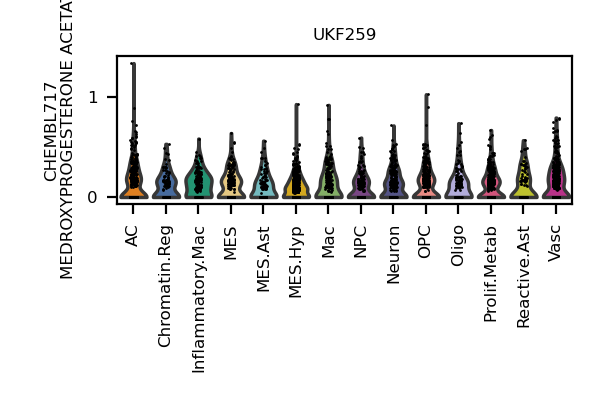 UKF259
CHEMBL717
MEDROXYPROGESTERONE ACETAT
1
0
AC
Chromatin.Reg
Inflammatory.Mac
MES
MES.Ast
MES.Hyp
Mac
NPC
Neuron
OPC
Oligo
Prolif.Metab
Reactive.Ast
Vasc